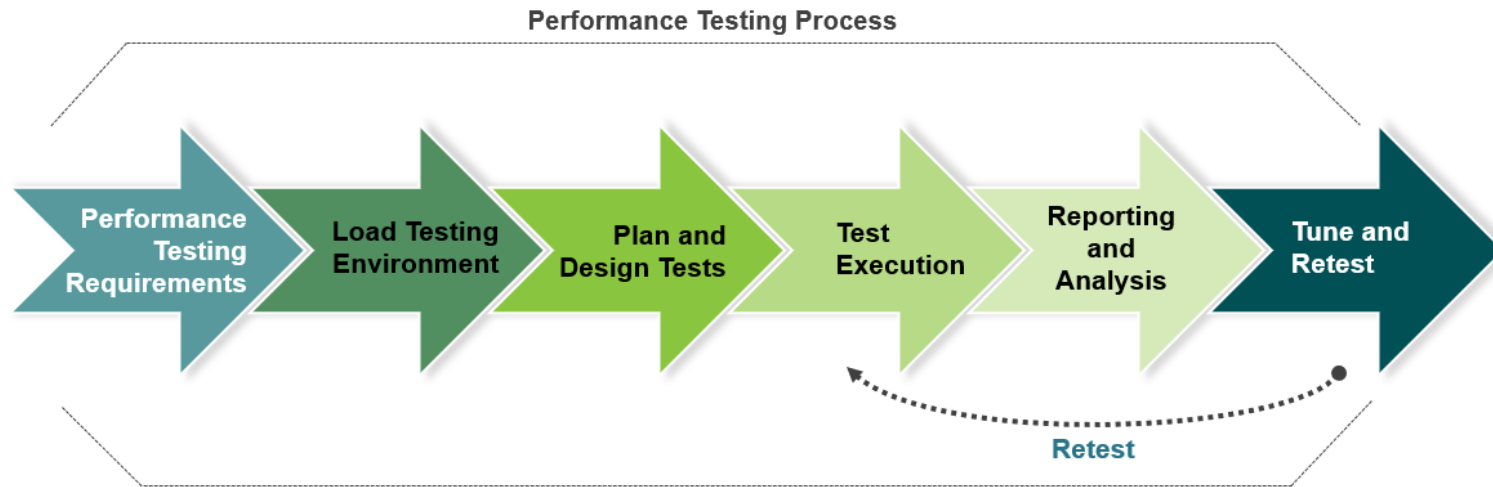 Performance Testing Process
Performance
Testing
Requirements
Load Testing
Environment
Plan and
Design Tests
Test
Execution
Reporting
and
Analysis
Tune and
Retest
Retest